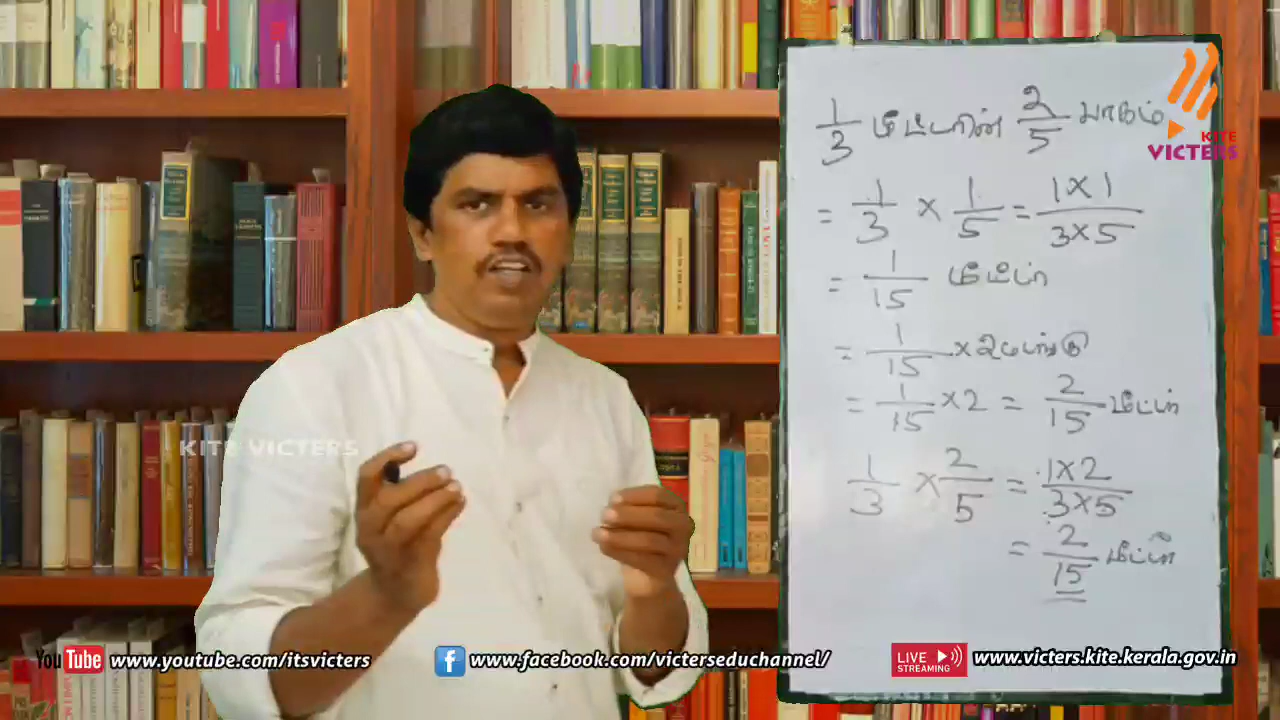 1/3 மீட்டரின் 2/5 பாகம்
= 1/3 × 1/5 = 1×1/3×5
= 1/15 மீட்டர்
= 1/15 × 2மடங்கு
= 1/15 ×2 = 2/15 மீட்டர்
1/3 × 2/5 = 1×2/3×5
= 2/15 மீட்டர்
KITE
VICTERS
KITE VICTERS
YouTube www.youtube.com/itsvicters
f www.facebook.com/victerseduchannel/
LIVE
STREAMING
www.victers.kite.kerala.gov.in